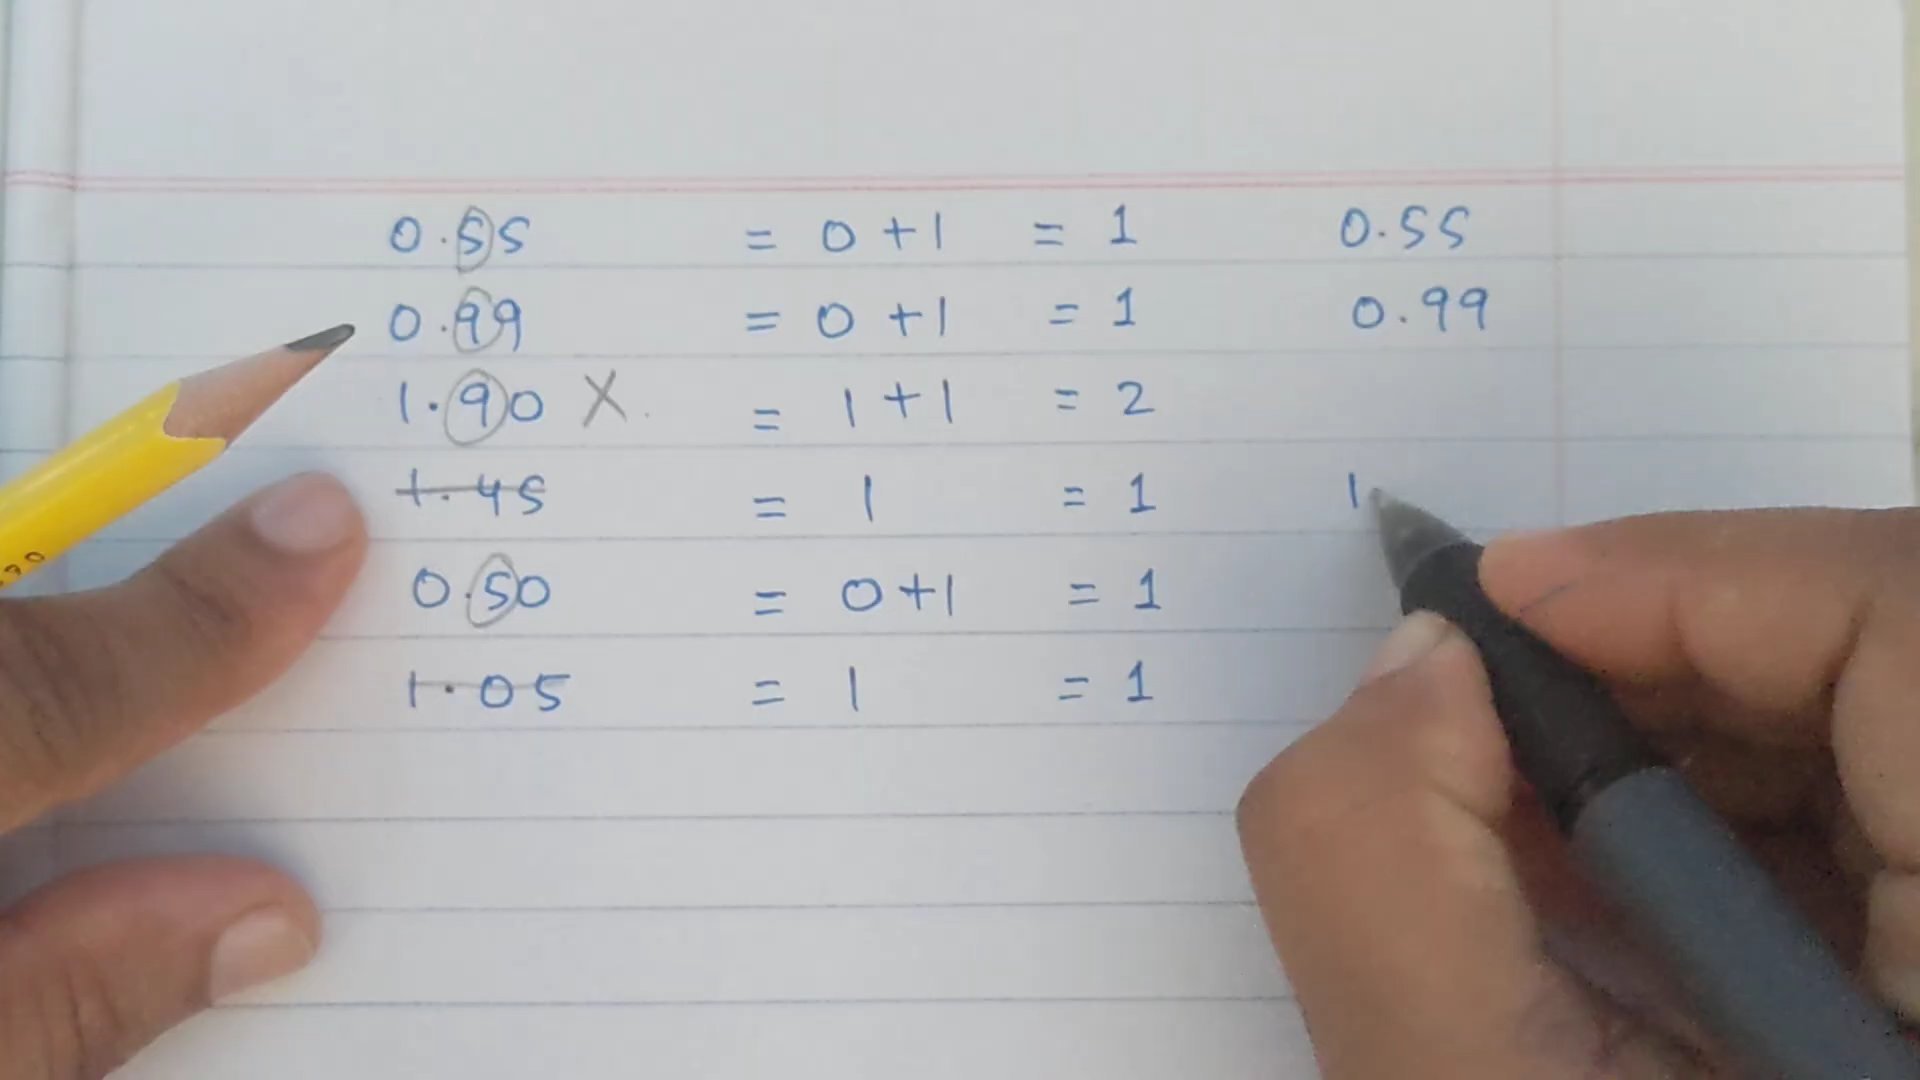 0.55 = 0+1 = 1 0.55
0.99 = 0+1 = 1 0.99
1.90 X. = 1+1 = 2
1.45 = 1 = 1 1.
0.50 = 0+1 = 1
1.05 = 1 = 1